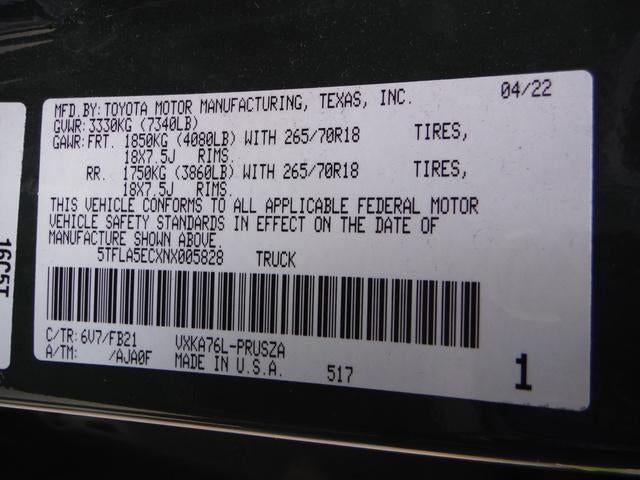 MFD.BY:TOYOTA MOTOR MANUFACTURING, TEXAS, INC. 04/22
GVWR:3330KG (7340LB)
GAWR:FRT. 1850KG (4080LB) WITH 265/70R18 TIRES,
18X7.5J RIMS.
RR. 1750KG (3860LB) WITH 265/70R18 TIRES,
18X7.5J RIMS.
THIS VEHICLE CONFORMS TO ALL APPLICABLE FEDERAL MOTOR
VEHICLE SAFETY STANDARDS IN EFFECT ON THE DATE OF
MANUFACTURE SHOWN ABOVE.
5TFLA5ECXNX005828 TRUCK
C/TR:6V7/FB21 VXKA76L-PRUSZA
A/TM: /AJA0F MADE IN U.S.A. 517 1